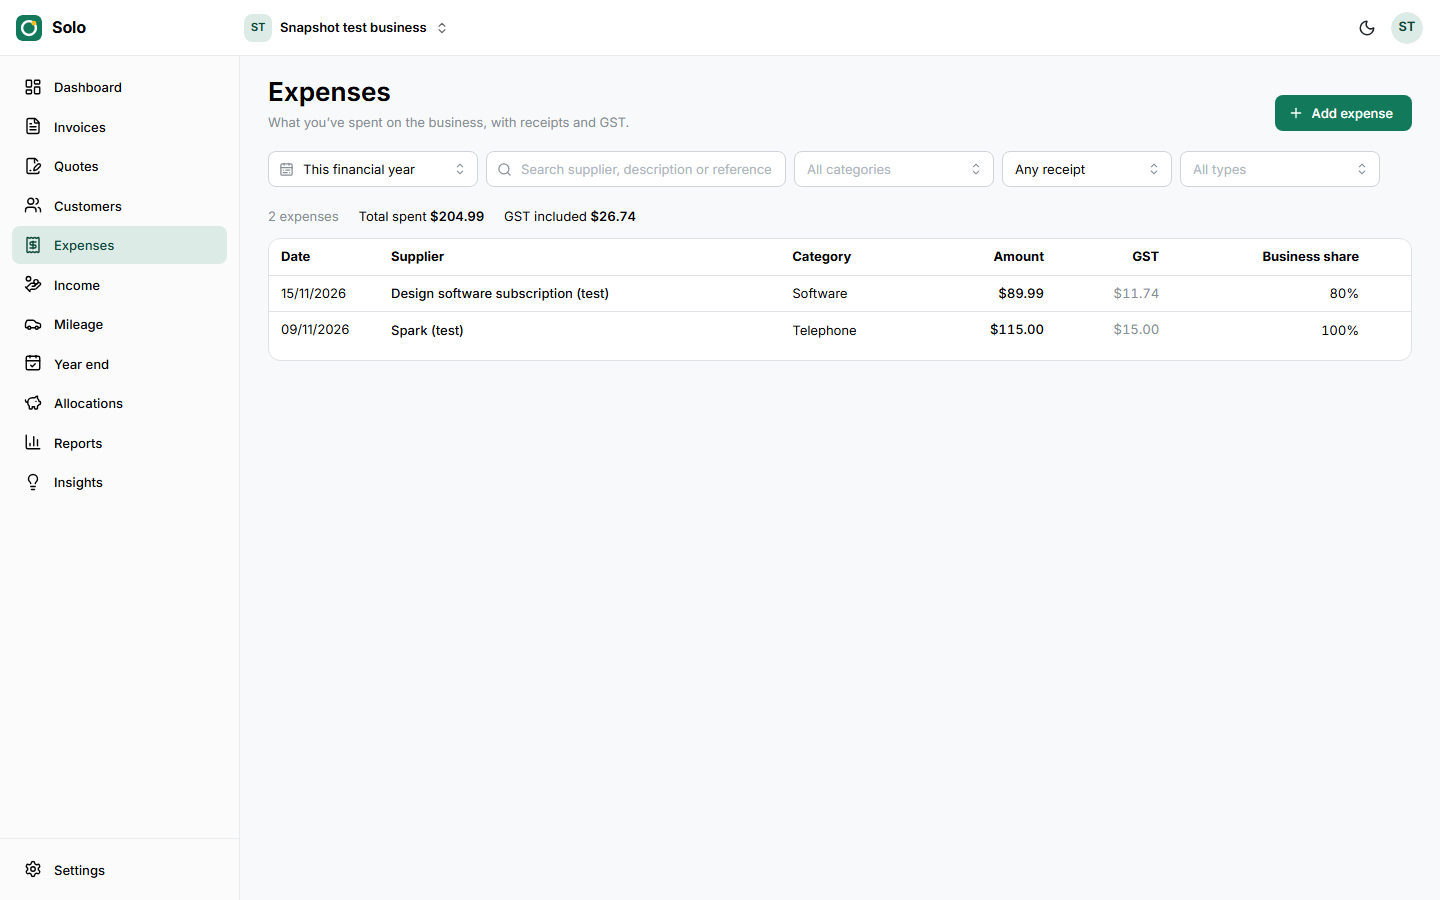 Solo
ST Snapshot test business
ST
Dashboard
Invoices
Quotes
Customers
Expenses
Income
Mileage
Year end
Allocations
Reports
Insights
Settings
Expenses
What you've spent on the business, with receipts and GST.
Add expense
This financial year Search supplier, description or reference All categories Any receipt All types
2 expenses Total spent $204.99 GST included $26.74
Date Supplier Category Amount GST Business share
15/11/2026 Design software subscription (test) Software $89.99 $11.74 80%
09/11/2026 Spark (test) Telephone $115.00 $15.00 100%